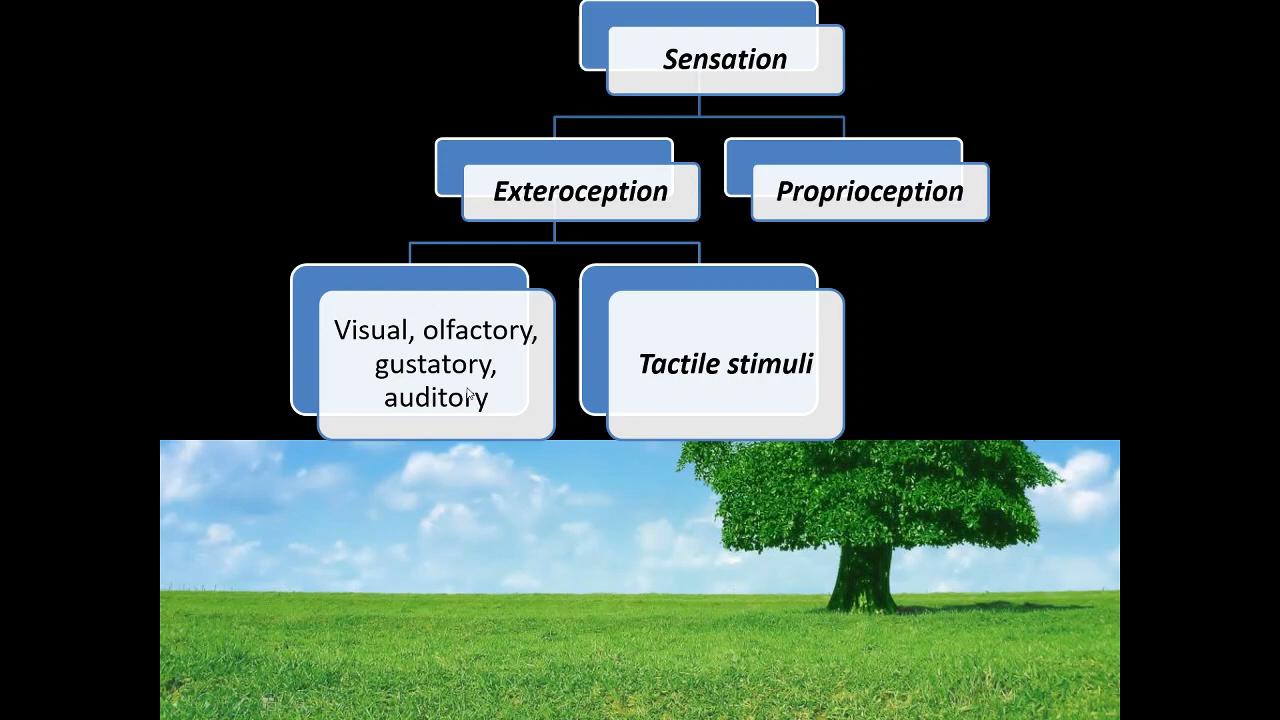 Sensation
Exteroception
Proprioception
Visual, olfactory,
gustatory,
auditory
Tactile stimuli